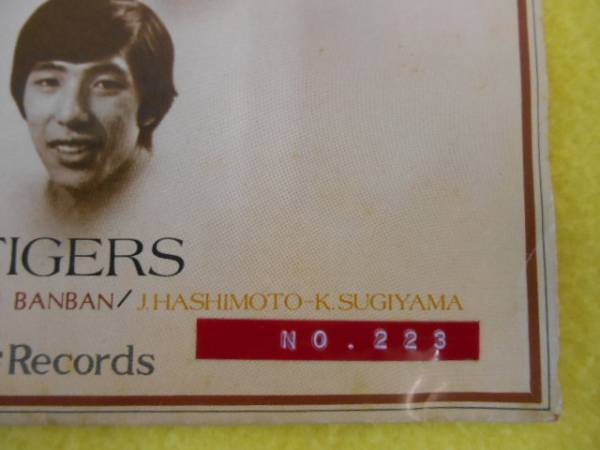 TIGERS
BANBAN/J.HASHIMOTO-K.SUGIYAMA
NO.223
Records